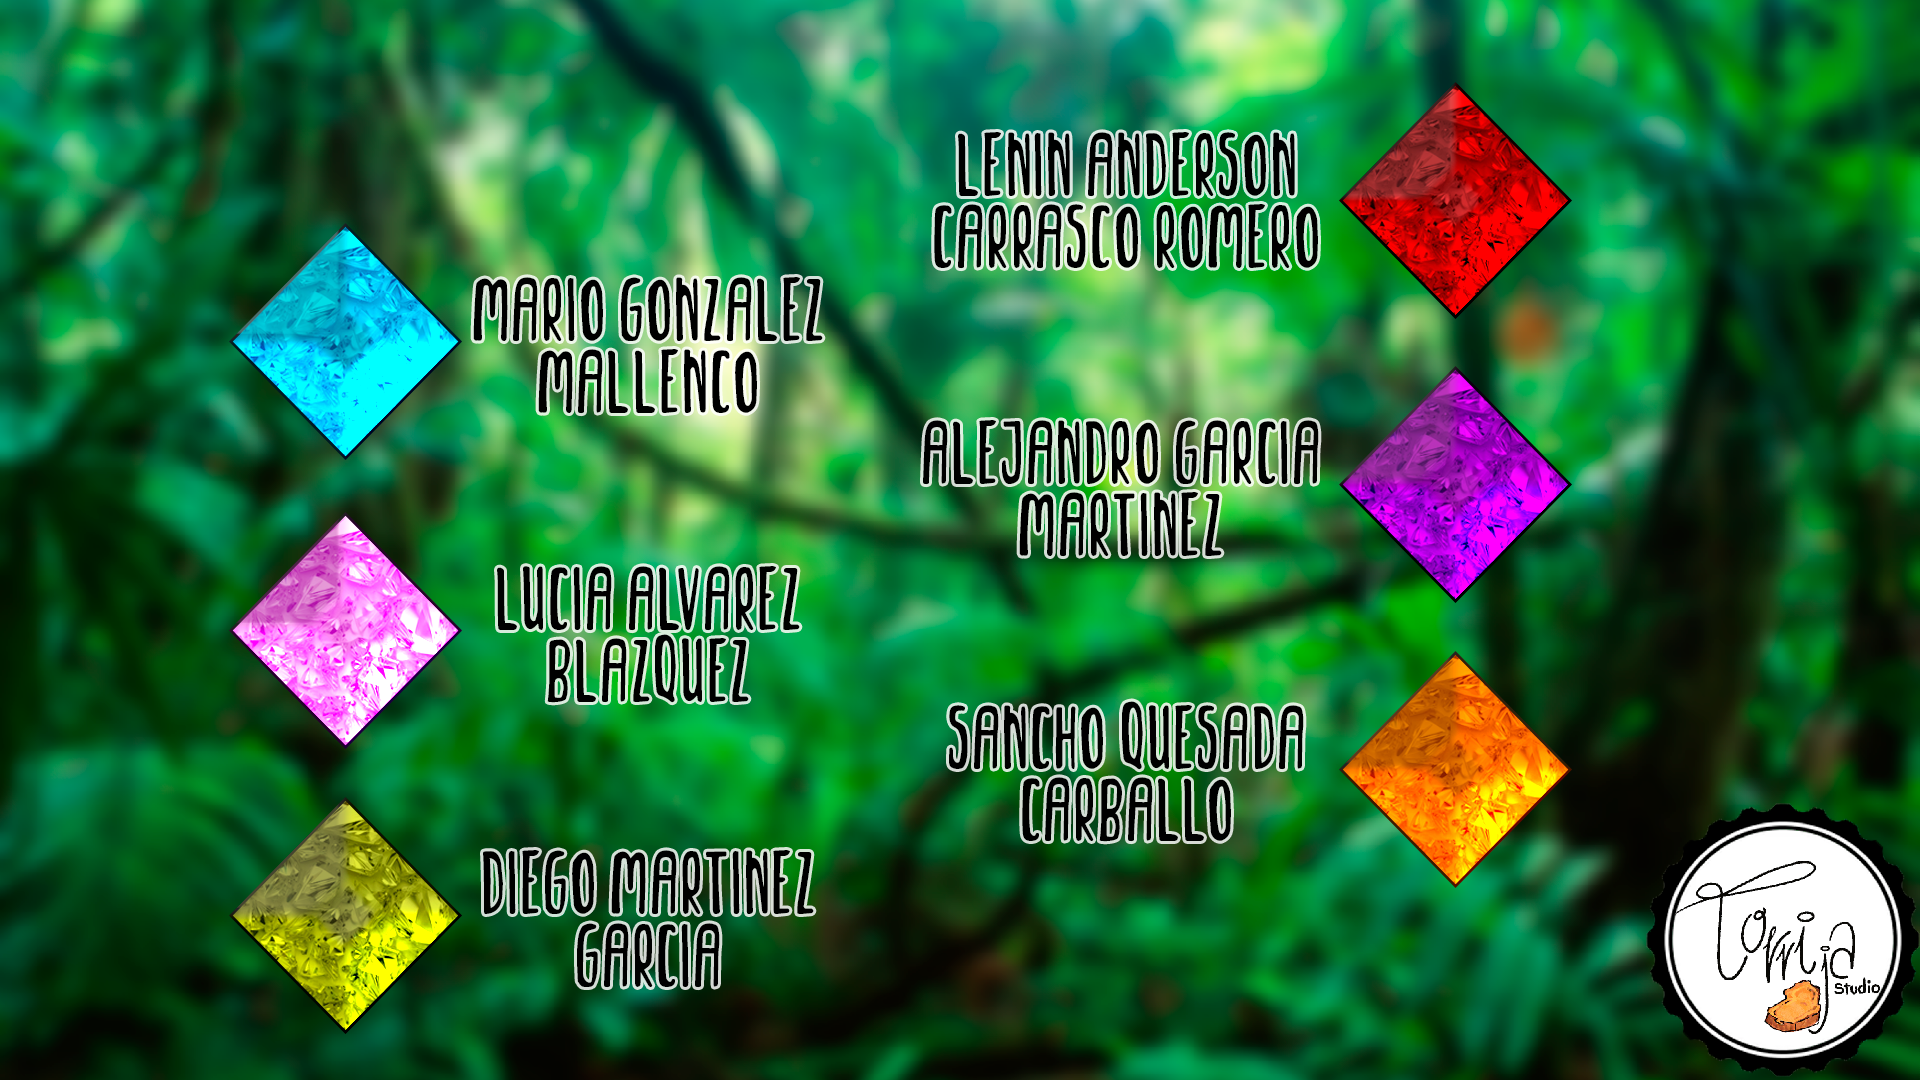 LENIN ANDERSON
CARRASCO ROMERO
MARIO GONZALEZ
MALLENCO
ALEJANDRO GARCIA
MARTINEZ
LUCIA ALVAREZ
BLAZQUEZ
SANCHO QUESADA
CARBALLO
DIEGO MARTINEZ
GARCIA
Torrija
Studio